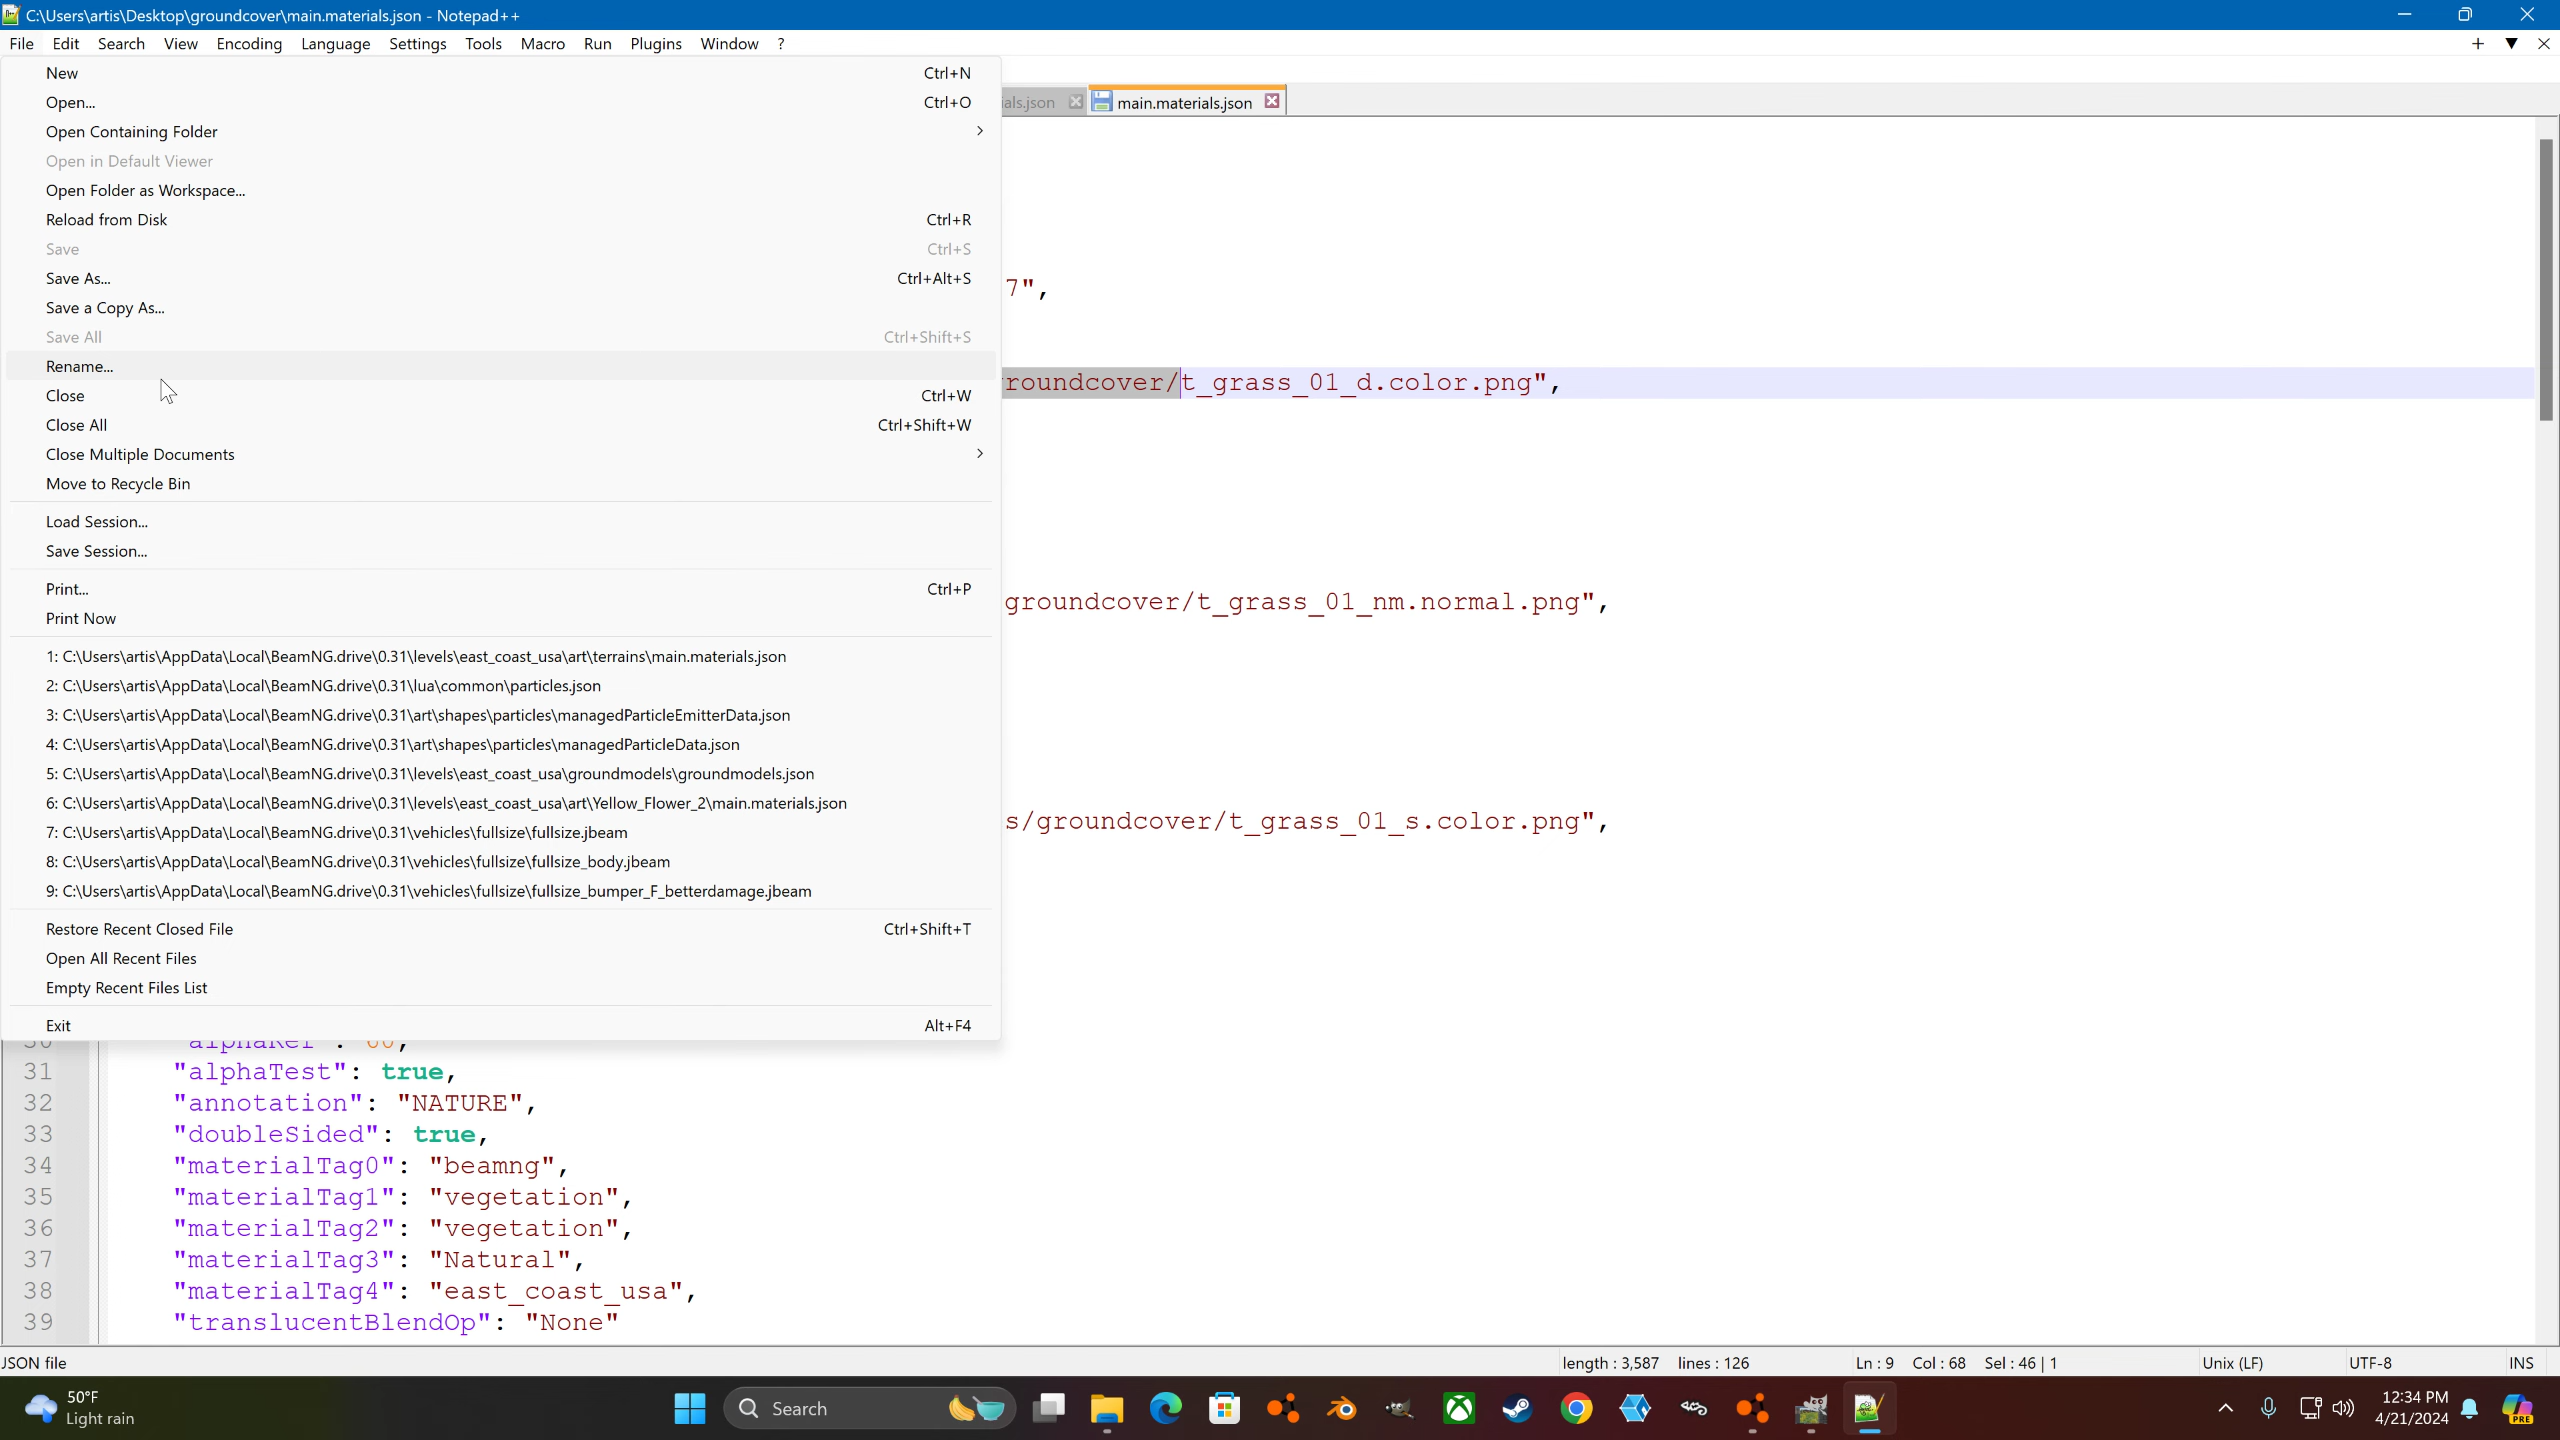 C:\Users\artis\Desktop\groundcover\main.materials.json - Notepad++
File Edit Search View Encoding Language Settings Tools Macro Run Plugins Window ?
New Ctrl+N
Open... Ctrl+O
als.json main.materials.json
Open Containing Folder
Open in Default Viewer
Open Folder as Workspace...
Reload from Disk Ctrl+R
Save Ctrl+S
Save As... Ctrl+Alt+S
7",
Save a Copy As...
Save All Ctrl+Shift+S
Rename...
roundcover/t_grass_01_d.color.png",
Close Ctrl+W
Close All Ctrl+Shift+W
Close Multiple Documents
Move to Recycle Bin
Load Session...
Save Session...
Print... Ctrl+P
groundcover/t_grass_01_nm.normal.png",
Print Now
1: C:\Users\artis\AppData\Local\BeamNG.drive\0.31\levels\east_coast_usa\art\terrains\main.materials.json
2: C:\Users\artis\AppData\Local\BeamNG.drive\0.31\lua\common\particles.json
3: C:\Users\artis\AppData\Local\BeamNG.drive\0.31\art\shapes\particles\managedParticleEmitterData.json
4: C:\Users\artis\AppData\Local\BeamNG.drive\0.31\art\shapes\particles\managedParticleData.json
5: C:\Users\artis\AppData\Local\BeamNG.drive\0.31\levels\east_coast_usa\groundmodels\groundmodels.json
6: C:\Users\artis\AppData\Local\BeamNG.drive\0.31\levels\east_coast_usa\art\Yellow_Flower_2\main.materials.json
s/groundcover/t_grass_01_s.color.png",
7: C:\Users\artis\AppData\Local\BeamNG.drive\0.31\vehicles\fullsize\fullsize.jbeam
8: C:\Users\artis\AppData\Local\BeamNG.drive\0.31\vehicles\fullsize\fullsize_body.jbeam
9: C:\Users\artis\AppData\Local\BeamNG.drive\0.31\vehicles\fullsize\fullsize_bumper_F_betterdamage.jbeam
Restore Recent Closed File Ctrl+Shift+T
Open All Recent Files
Empty Recent Files List
Exit Alt+F4
31 "alphaTest": true,
32 "annotation": "NATURE",
33 "doubleSided": true,
34 "materialTag0": "beamng",
35 "materialTag1": "vegetation",
36 "materialTag2": "vegetation",
37 "materialTag3": "Natural",
38 "materialTag4": "east_coast_usa",
39 "translucentBlendOp": "None"
JSON file length : 3,587 lines : 126 Ln : 9 Col : 68 Sel : 46 | 1 Unix (LF) UTF-8 INS
50°F
Light rain
Search
12:34 PM
4/21/2024
PRE